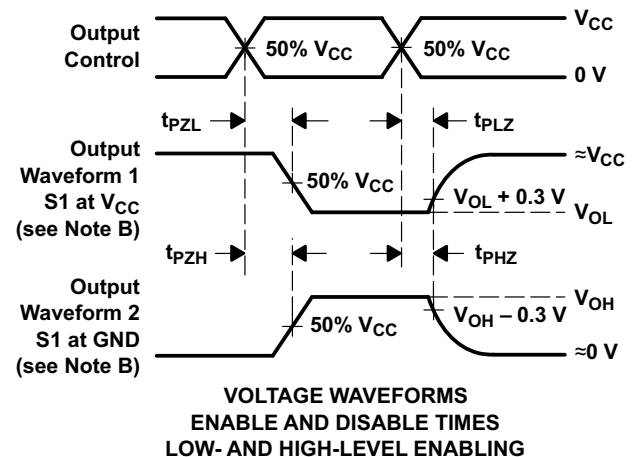 Output
Control
50% VCC
50% VCC
VCC
0 V
tPZL
tPLZ
Output
Waveform 1
S1 at VCC
(see Note B)
50% VCC
≈VCC
VOL + 0.3 V
VOL
tPZH
tPHZ
Output
Waveform 2
S1 at GND
(see Note B)
50% VCC
VOH
VOH – 0.3 V
≈0 V
VOLTAGE WAVEFORMS
ENABLE AND DISABLE TIMES
LOW- AND HIGH-LEVEL ENABLING